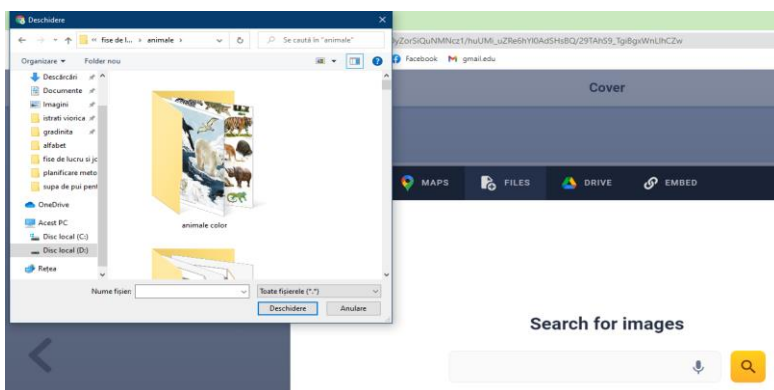 Deschidere
« fise de l... › animale ›
Se caută în "animale"
Organizare
Folder nou
Descărcări
Documente
Imagini
istrati viorica
gradinita
alfabet
fise de lucru si jc
planificare meto
supa de pui pent
OneDrive
Acest PC
Disc local (C:)
Disc local (D:)
Rețea
animale color
Nume fișier:
Toate fișierele (*.*)
Deschidere
Anulare
Facebook
gmail.edu
Cover
MAPS
FILES
DRIVE
EMBED
Search for images